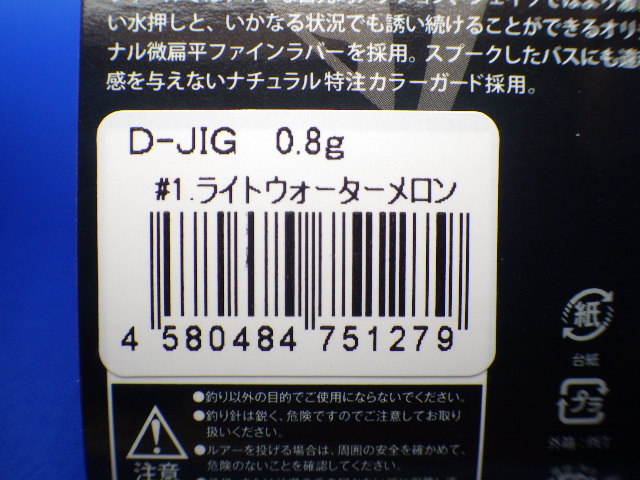 い水押しと、いかなる状況でも誘い続けることができるオリジ
ナル微扁平ファインラバーを採用。スプークしたバスにも違
感を与えないナチュラル特注カラーガード採用。
D-JIG 0.8g
#1.ライトウォーターメロン
4 580484 751279
紙
台紙
プラ
外箱:PET
注意
●釣り以外の目的でご使用にならないでください。
●釣り針は鋭く、危険ですのでご注意してお取り
扱いください。
●ルアーを投げる場合は、周囲の安全を確かめて、
危険のないことを確認してください。